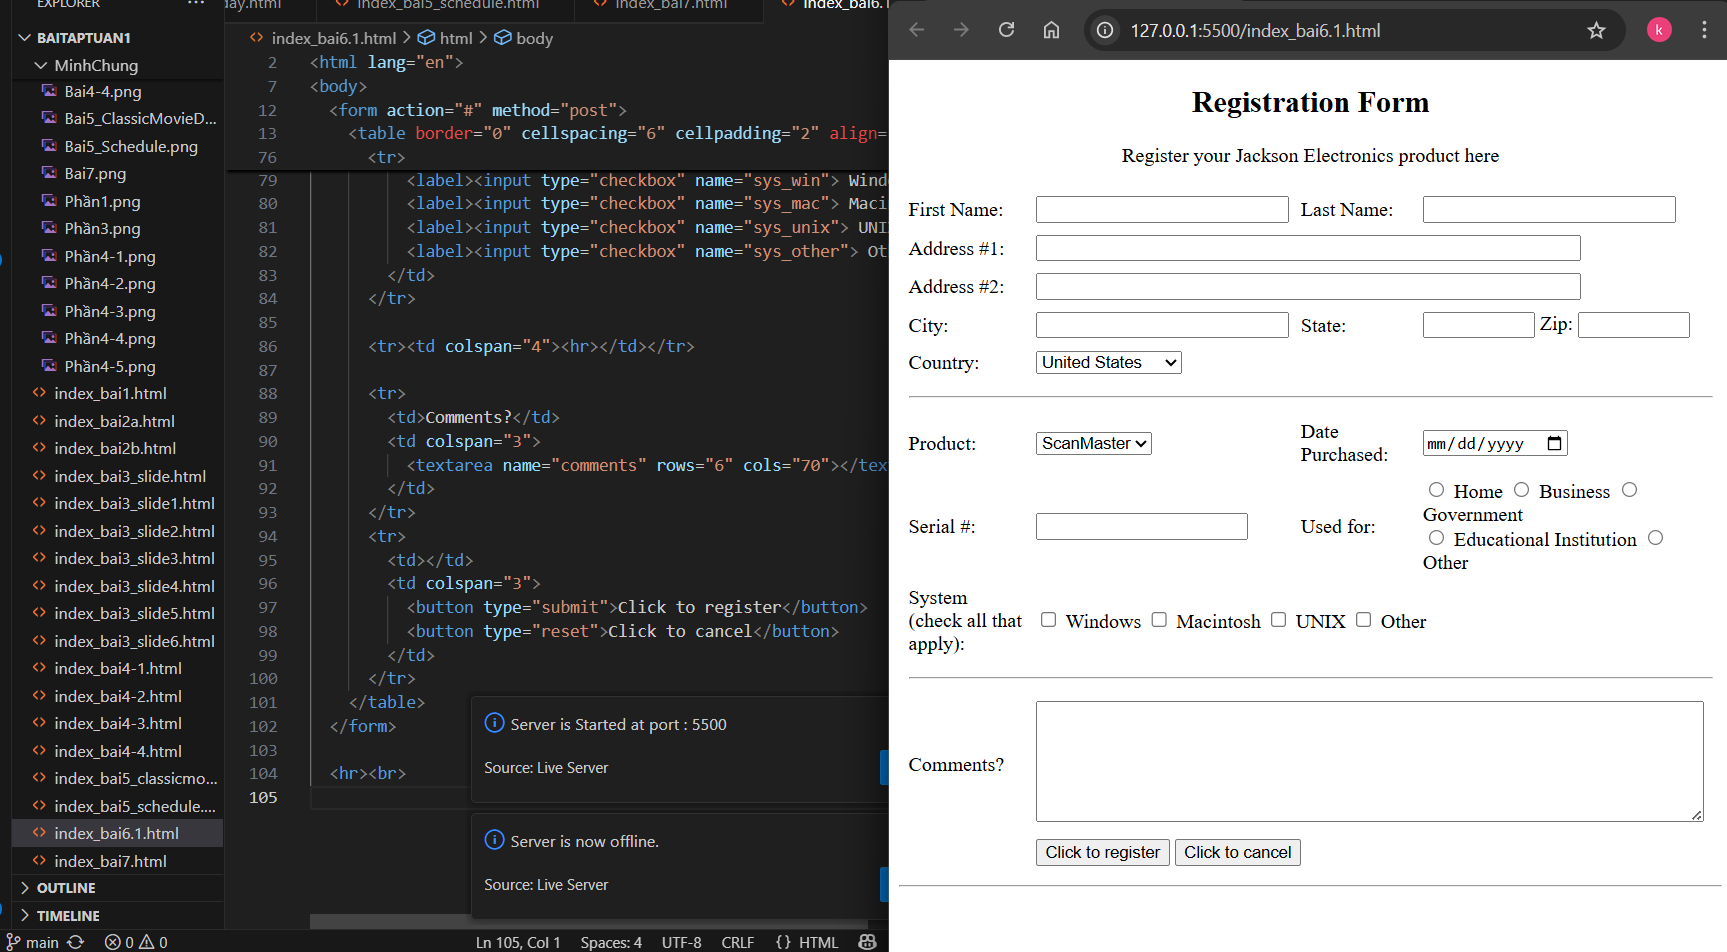 EXPLORER
BAITAPTUAN1
MinhChung
Bai4-4.png
Bai5_ClassicMovieD...
Bai5_Schedule.png
Bai7.png
Phần1.png
Phần3.png
Phần4-1.png
Phần4-2.png
Phần4-3.png
Phần4-4.png
Phần4-5.png
index_bai1.html
index_bai2a.html
index_bai2b.html
index_bai3_slide.html
index_bai3_slide1.html
index_bai3_slide2.html
index_bai3_slide3.html
index_bai3_slide4.html
index_bai3_slide5.html
index_bai3_slide6.html
index_bai4-1.html
index_bai4-2.html
index_bai4-3.html
index_bai4-4.html
index_bai5_classicmo...
index_bai5_schedule....
index_bai6.1.html
index_bai7.html
OUTLINE
TIMELINE
day.html index_bai5_schedule.html index_bai7.html index_bai6.1
index_bai6.1.html > html > body
2 <html lang="en">
7 <body>
12 <form action="#" method="post">
13 <table border="0" cellspacing="6" cellpadding="2" align=
76 <tr>
79 <label><input type="checkbox" name="sys_win"> Wind
80 <label><input type="checkbox" name="sys_mac"> Maci
81 <label><input type="checkbox" name="sys_unix"> UNI
82 <label><input type="checkbox" name="sys_other"> Ot
83 </td>
84 </tr>
85
86 <tr><td colspan="4"><hr></td></tr>
87
88 <tr>
89 <td>Comments?</td>
90 <td colspan="3">
91 <textarea name="comments" rows="6" cols="70"></tex
92 </td>
93 </tr>
94 <tr>
95 <td></td>
96 <td colspan="3">
97 <button type="submit">Click to register</button>
98 <button type="reset">Click to cancel</button>
99 </td>
100 </tr>
101 </table>
102 </form>
103
104 <hr><br>
105
Server is Started at port : 5500
Source: Live Server
Server is now offline.
Source: Live Server
main 0 0 Ln 105, Col 1 Spaces: 4 UTF-8 CRLF {} HTML
127.0.0.1:5500/index_bai6.1.html k
Registration Form
Register your Jackson Electronics product here
First Name: Last Name:
Address #1:
Address #2:
City: State: Zip:
Country: United States
Product: ScanMaster Date Purchased: mm/dd/yyyy
Serial #: Used for: Home Business
Government
Educational Institution
Other
System
(check all that
apply):
Windows Macintosh UNIX Other
Comments?
Click to register Click to cancel